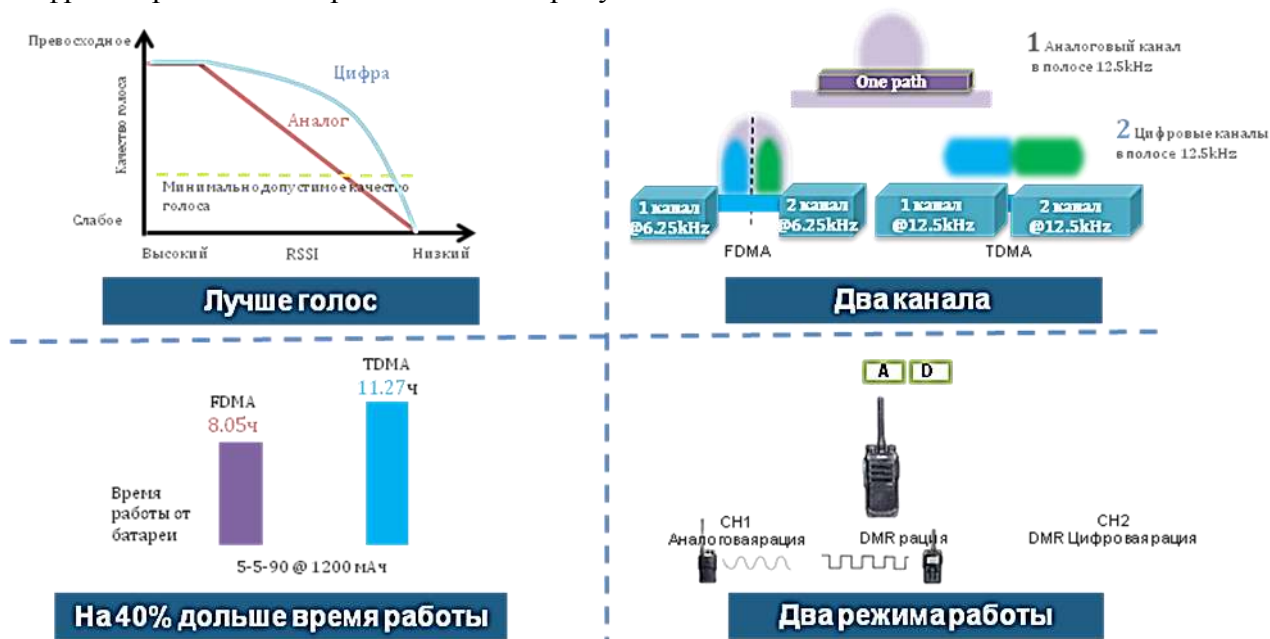 Превосходное
Качество голоса
Цифра
Аналог
Минимально допустимое качество
голоса
Слабое
Высокий
RSSI
Низкий
Лучше голос
1 Аналоговый канал
в полосе 12.5kHz
One path
2 Цифровые каналы
в полосе 12.5kHz
1 канал
@6.25kHz
2 канал
@6.25kHz
1 канал
@12.5kHz
2 канал
@12.5kHz
FDMA
TDMA
Два канала
TDMA
11.27ч
FDMA
8.05ч
Время
работы от
батареи
5-5-90 @ 1200 мАч
На 40% дольше время работы
A D
CH1
Аналоговая рация
DMR рация
CH2
DMR Цифровая рация
Два режима работы